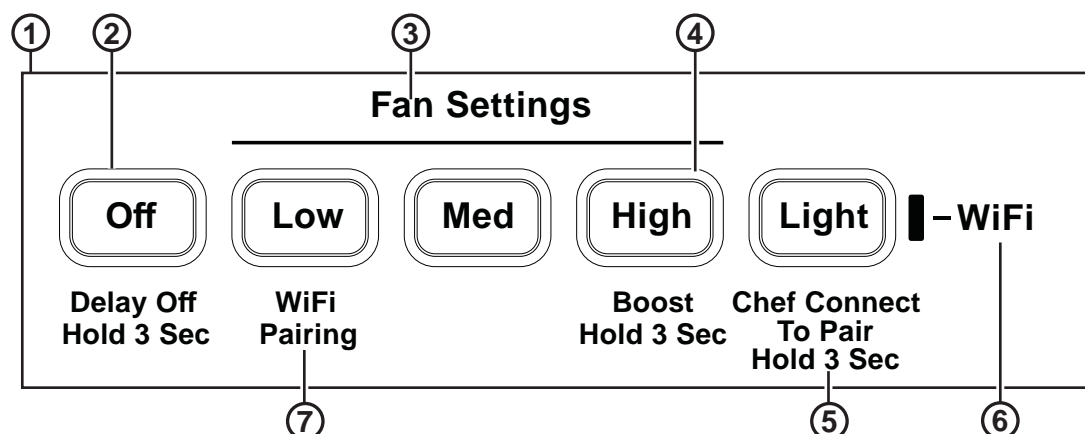 1 2 3 4
Fan Settings
Off Low Med High Light WiFi
Delay Off
Hold 3 Sec
WiFi
Pairing
Boost
Hold 3 Sec
Chef Connect
To Pair
Hold 3 Sec
7 5 6